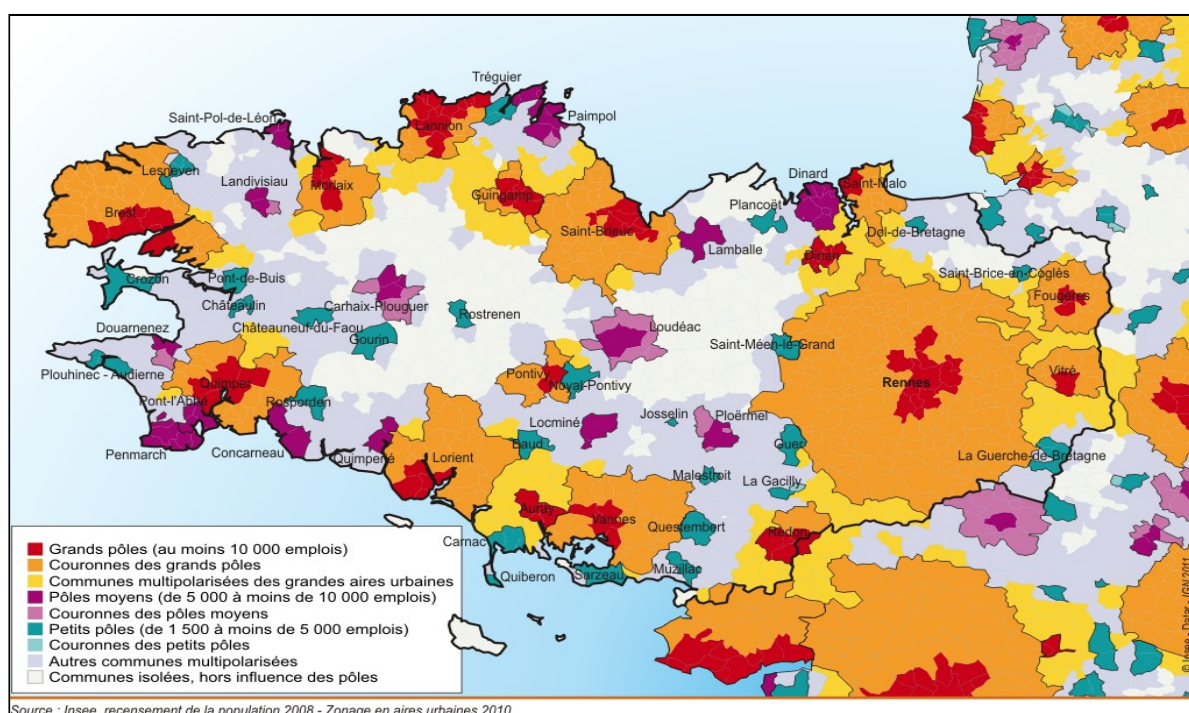 Tréguier
Saint-Pol-de-Léon
Paimpol
Lannion
Lesneven
Landivisiau
Morlaix
Guingamp
Dinard
Saint-Malo
Plancoët
Brest
Saint-Brieuc
Dol-de-Bretagne
Lamballe
Dinan
Crozon
Pont-de-Buis
Saint-Brice-en-Coglès
Fougères
Châteaulin
Carhaix-Plouguer
Rostrenen
Douarnenez
Châteauneuf-du-Faou
Loudéac
Gourin
Saint-Méen-le-Grand
Plouhinec - Audierne
Quimper
Pontivy
Noyal-Pontivy
Rennes
Vitré
Pont-l'Abbé
Rosporden
Josselin
Ploërmel
Locminé
Penmarch
Concarneau
Quimperlé
Lorient
Baud
Guer
La Guerche-de-Bretagne
Malestroit
La Gacilly
Auray
Vannes
Questembert
Redon
Carnac
Quiberon
Sarzeau
Muzillac
Grands pôles (au moins 10 000 emplois)
Couronnes des grands pôles
Communes multipolarisées des grandes aires urbaines
Pôles moyens (de 5 000 à moins de 10 000 emplois)
Couronnes des pôles moyens
Petits pôles (de 1 500 à moins de 5 000 emplois)
Couronnes des petits pôles
Autres communes multipolarisées
Communes isolées, hors influence des pôles
© Insee - Datar - IGN 2011
Source : Insee, recensement de la population 2008 - Zonage en aires urbaines 2010